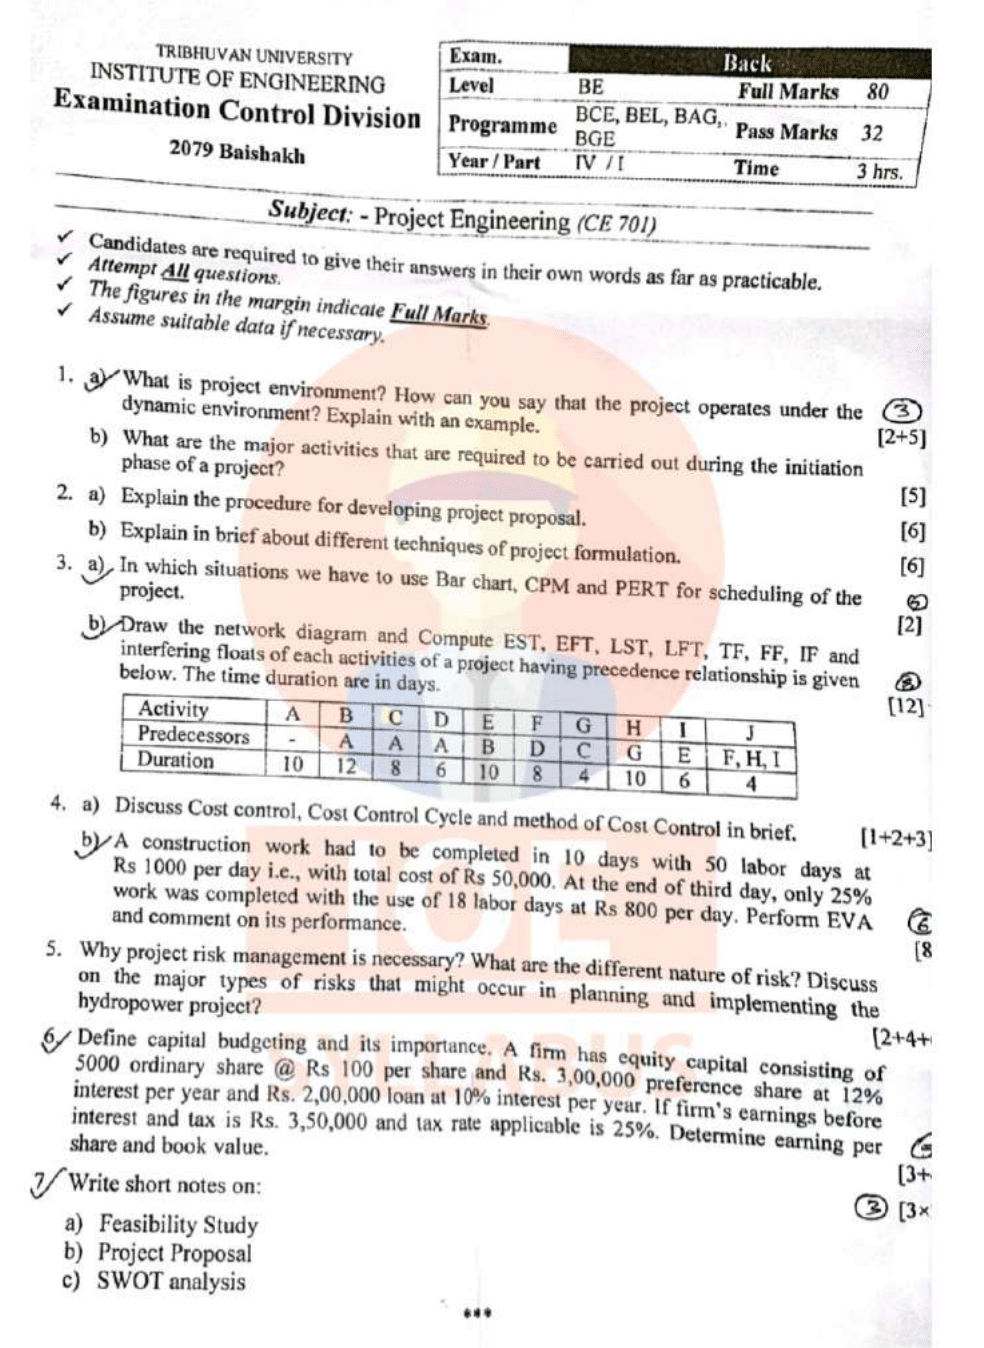 TRIBHUVAN UNIVERSITY
INSTITUTE OF ENGINEERING
Examination Control Division
2079 Baishakh
Exam. Back
Level BE Full Marks 80
Programme BCE, BEL, BAG, BGE Pass Marks 32
Year / Part IV / I Time 3 hrs.
Subject: - Project Engineering (CE 701)
✓ Candidates are required to give their answers in their own words as far as practicable.
✓ Attempt All questions.
✓ The figures in the margin indicate Full Marks.
✓ Assume suitable data if necessary.
1. a) What is project environment? How can you say that the project operates under the 3
dynamic environment? Explain with an example. [2+5]
b) What are the major activities that are required to be carried out during the initiation
phase of a project? [5]
2. a) Explain the procedure for developing project proposal. [6]
b) Explain in brief about different techniques of project formulation. [6]
3. a) In which situations we have to use Bar chart, CPM and PERT for scheduling of the
project. [2]
b) Draw the network diagram and Compute EST, EFT, LST, LFT, TF, FF, IF and
interfering floats of each activities of a project having precedence relationship is given
below. The time duration are in days. [12]
Activity A B C D E F G H I J
Predecessors - A A A B D C G E F, H, I
Duration 10 12 8 6 10 8 4 10 6 4
4. a) Discuss Cost control, Cost Control Cycle and method of Cost Control in brief. [1+2+3]
b) A construction work had to be completed in 10 days with 50 labor days at
Rs 1000 per day i.e., with total cost of Rs 50,000. At the end of third day, only 25%
work was completed with the use of 18 labor days at Rs 800 per day. Perform EVA 6
and comment on its performance. [8
5. Why project risk management is necessary? What are the different nature of risk? Discuss
on the major types of risks that might occur in planning and implementing the
hydropower project? [2+4+
6. Define capital budgeting and its importance. A firm has equity capital consisting of
5000 ordinary share @ Rs 100 per share and Rs. 3,00,000 preference share at 12%
interest per year and Rs. 2,00,000 loan at 10% interest per year. If firm's earnings before
interest and tax is Rs. 3,50,000 and tax rate applicable is 25%. Determine earning per
share and book value. [3+
7. Write short notes on: 3 [3×
a) Feasibility Study
b) Project Proposal
c) SWOT analysis
***
IOE
SYLLABUS